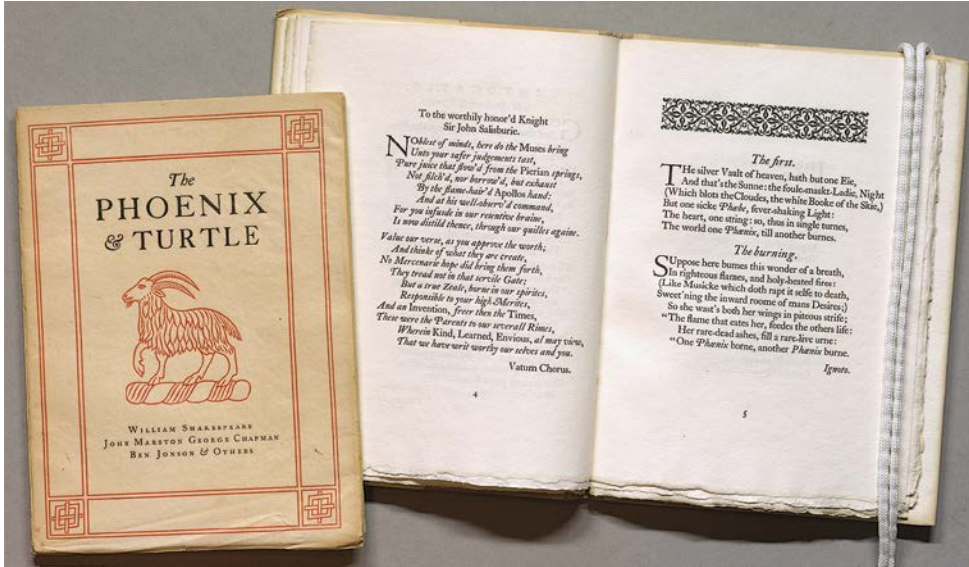 The
PHOENIX
& TURTLE
WILLIAM SHAKESPEARE
JOHN MARSTON GEORGE CHAPMAN
BEN JONSON & OTHERS
To the worthily honor'd Knight
Sir John Salisburie.
NOblest of minds, here do the Muses bring
Unto your safer judgements tast,
Pure juice that flow'd from the Pierian springs,
Not filch'd, nor borrow'd, but exhaust
By the flame-hair'd Apollos hand:
And at his well-observ'd command,
For you infuside in our retentive braine,
Is now distild thence, through our quilles againe.
Value our verse, as you approve the worth;
And thinke of what they are create,
No Mercenarie hope did bring them forth,
They tread not in that servile Gate;
But a true Zeale, borne in our spirites,
Responsible to your high Merites,
And an Invention, freer then the Times,
These were the Parents to our severall Rimes,
Wherein Kind, Learned, Envious, al may view,
That we have writ worthy our selves and you.
Vatum Chorus.
4
The first.
THe silver Vault of heaven, hath but one Eie,
And that's the Sunne: the foule-maskt-Ladie, Night
(Which blots the Cloudes, the white Booke of the Skie,)
But one sicke Phœbe, fever-shaking Light:
The heart, one string: so, thus in single turnes,
The world one Phœnix, till another burnes.
The burning.
SUppose here burnes this wonder of a breath,
In righteous flames, and holy-heated fires:
(Like Musicke which doth rapt it selfe to death,
Sweet'ning the inward roome of mans Desires;)
So she wast's both her wings in piteous strife;
"The flame that eates her, feedes the others life:
Her rare-dead ashes, fill a rare-live urne:
"One Phœnix borne, another Phœnix burne.
Ignoto.
5